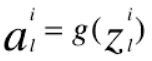 a_l^i = g(z_l^i)